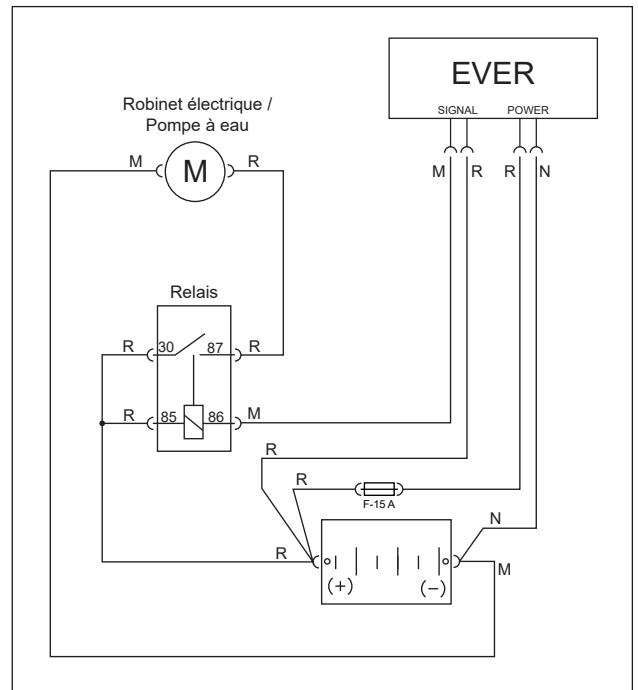 EVER
SIGNAL POWER
Robinet électrique /
Pompe à eau
M M R
M R R N
Relais
R 30 87 R
R 85 86 M
R
R
F-15 A
N
R
M
(+) (-)